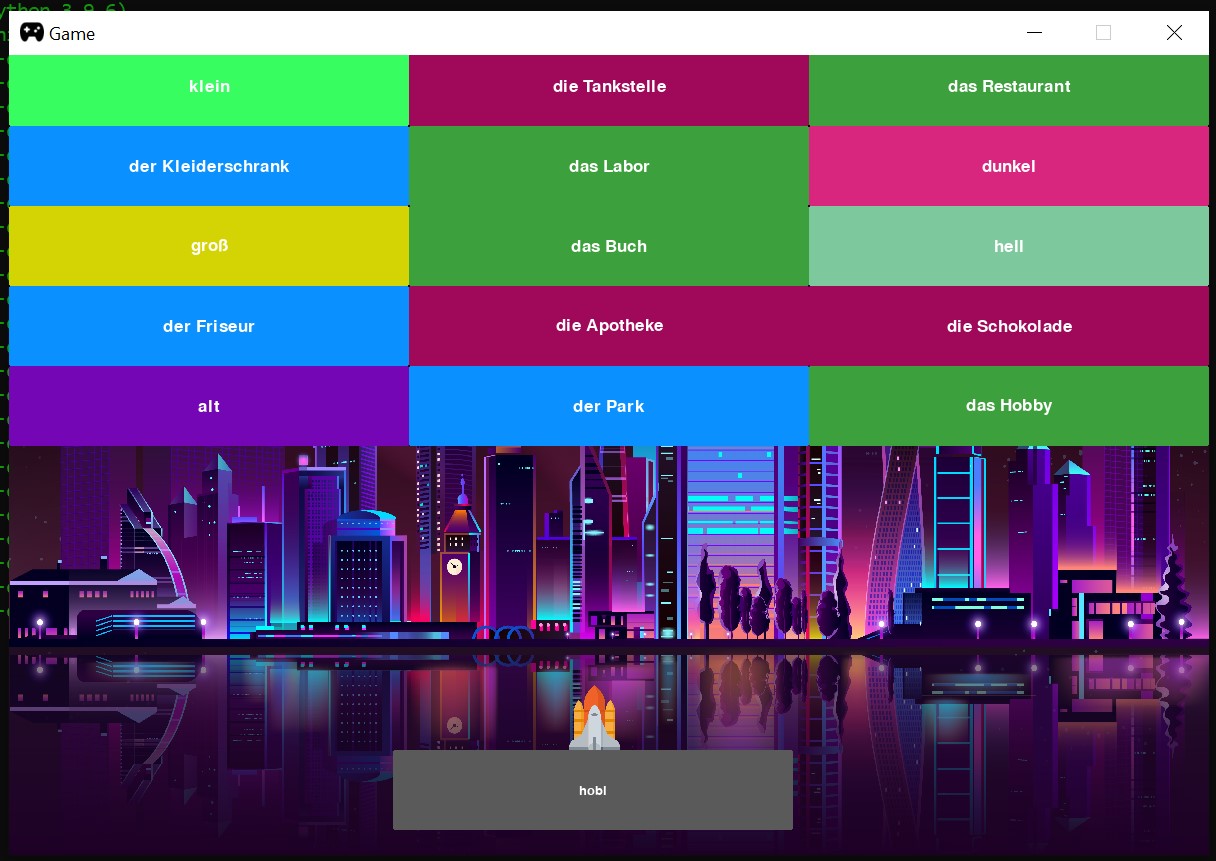 ython 3.8.6)
Game
klein
die Tankstelle
das Restaurant
der Kleiderschrank
das Labor
dunkel
groß
das Buch
hell
der Friseur
die Apotheke
die Schokolade
alt
der Park
das Hobby
hobl